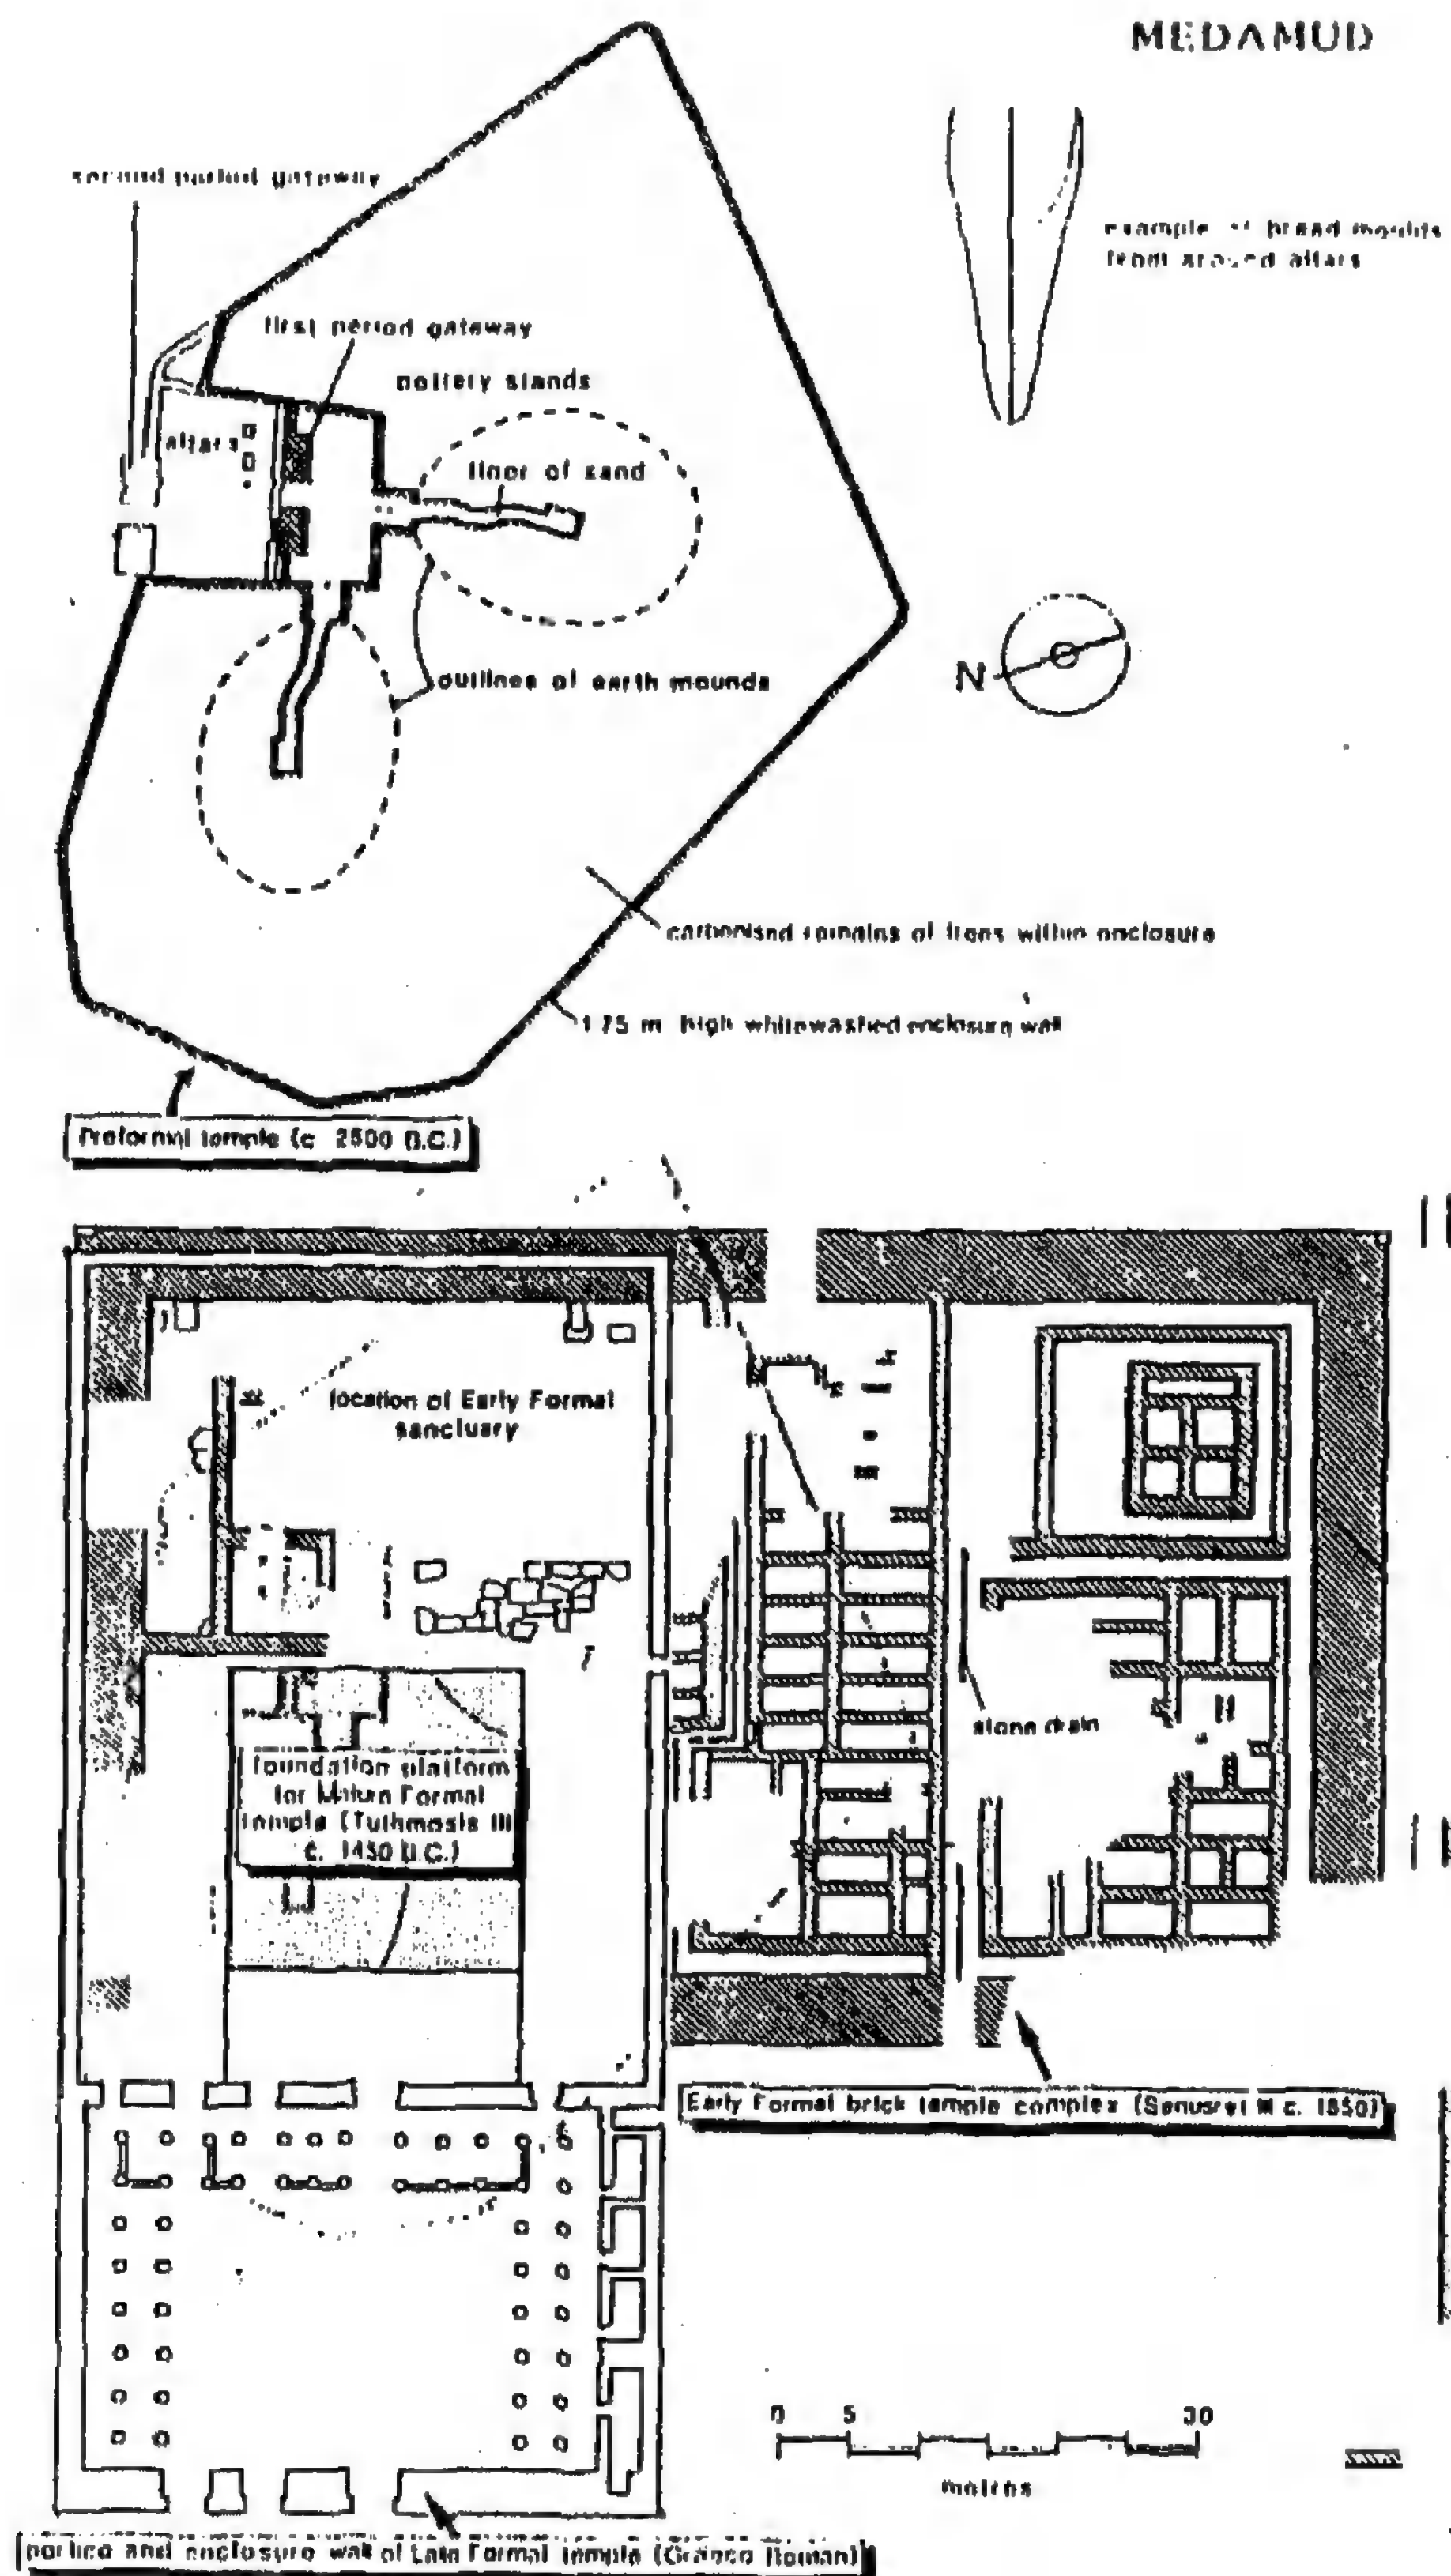 MEDAMUD
second period gateway
example of bread moulds
from around altars
first period gateway
pottery stands
altars
floor of sand
outlines of earth mounds
N
carbonised remains of trees within enclosure
1.75 m high whitewashed enclosure wall
Preformal temple (c 2500 B.C.)
location of Early Formal
sanctuary
stone drain
foundation platform
for Mature Formal
temple (Tuthmosis III
c. 1450 B.C.)
Early Formal brick temple complex (Senusret III c. 1850)
0 5 30
metres
portico and enclosure wall of Late Formal temple (Graeco Roman)